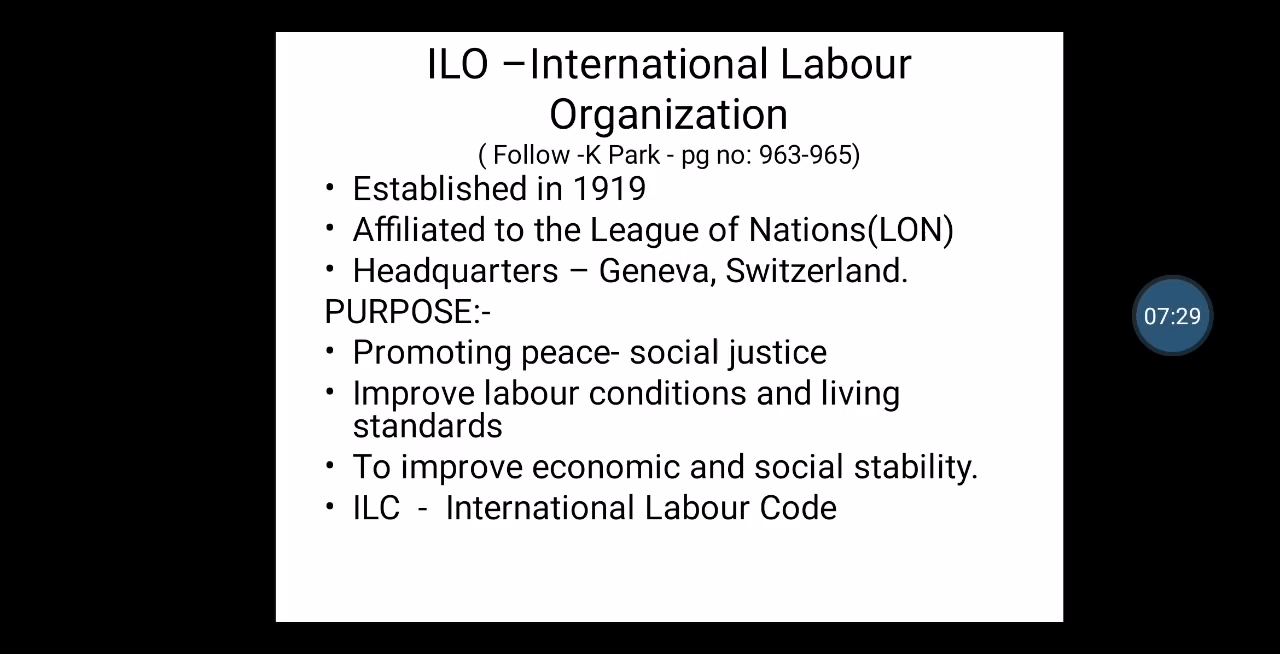 ILO –International Labour
Organization
( Follow -K Park - pg no: 963-965)
• Established in 1919
• Affiliated to the League of Nations(LON)
• Headquarters – Geneva, Switzerland.
PURPOSE:-
• Promoting peace- social justice
• Improve labour conditions and living
standards
• To improve economic and social stability.
• ILC - International Labour Code
07:29